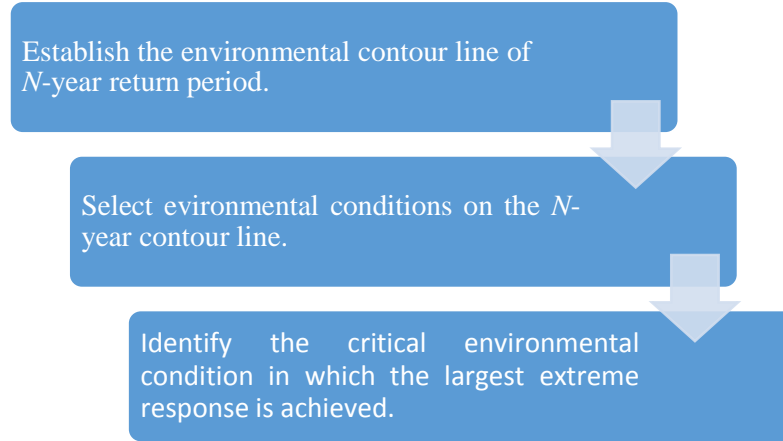 Establish the environmental contour line of
N-year return period.
Select evironmental conditions on the N-
year contour line.
Identify the critical environmental
condition in which the largest extreme
response is achieved.